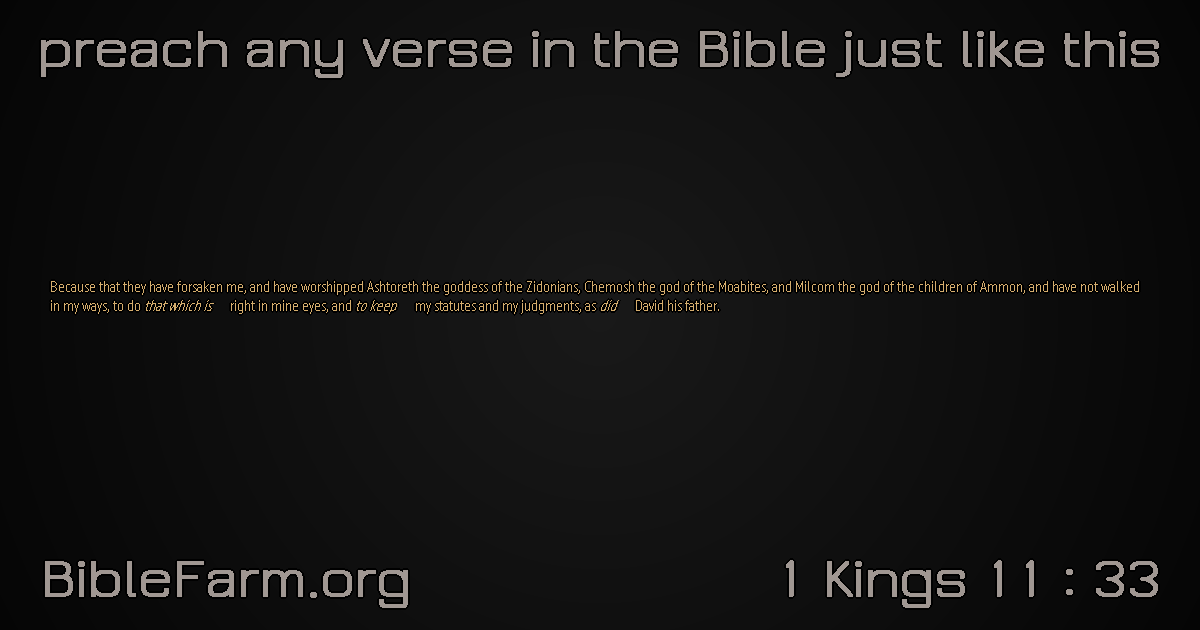 preach any verse in the Bible just like this
Because that they have forsaken me, and have worshipped Ashtoreth the goddess of the Zidonians, Chemosh the god of the Moabites, and Milcom the god of the children of Ammon, and have not walked
in my ways, to do that which is right in mine eyes, and to keep my statutes and my judgments, as did David his father.
BibleFarm.org
1 Kings 11 : 33